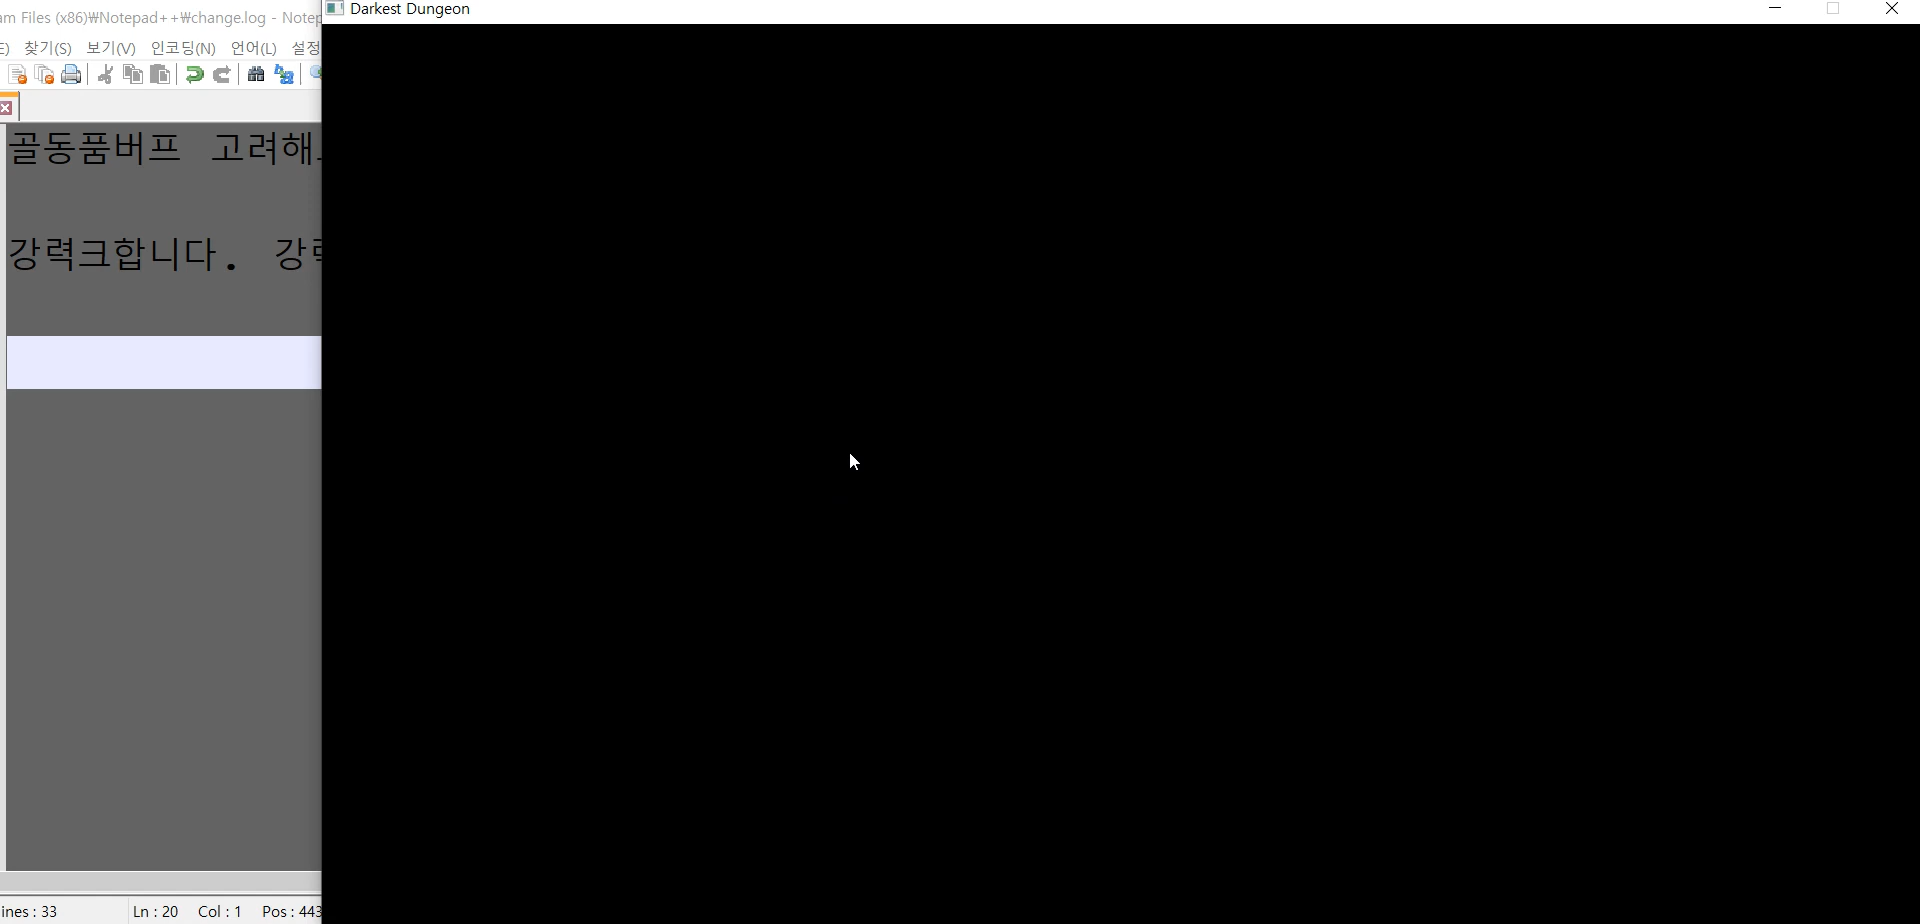 am Files (x86)₩Notepad++₩change.log - Notep
Darkest Dungeon
E) 찾기(S) 보기(V) 인코딩(N) 언어(L) 설정
골동품버프 고려해
강력크합니다. 강력
ines : 33 Ln : 20 Col : 1 Pos : 443